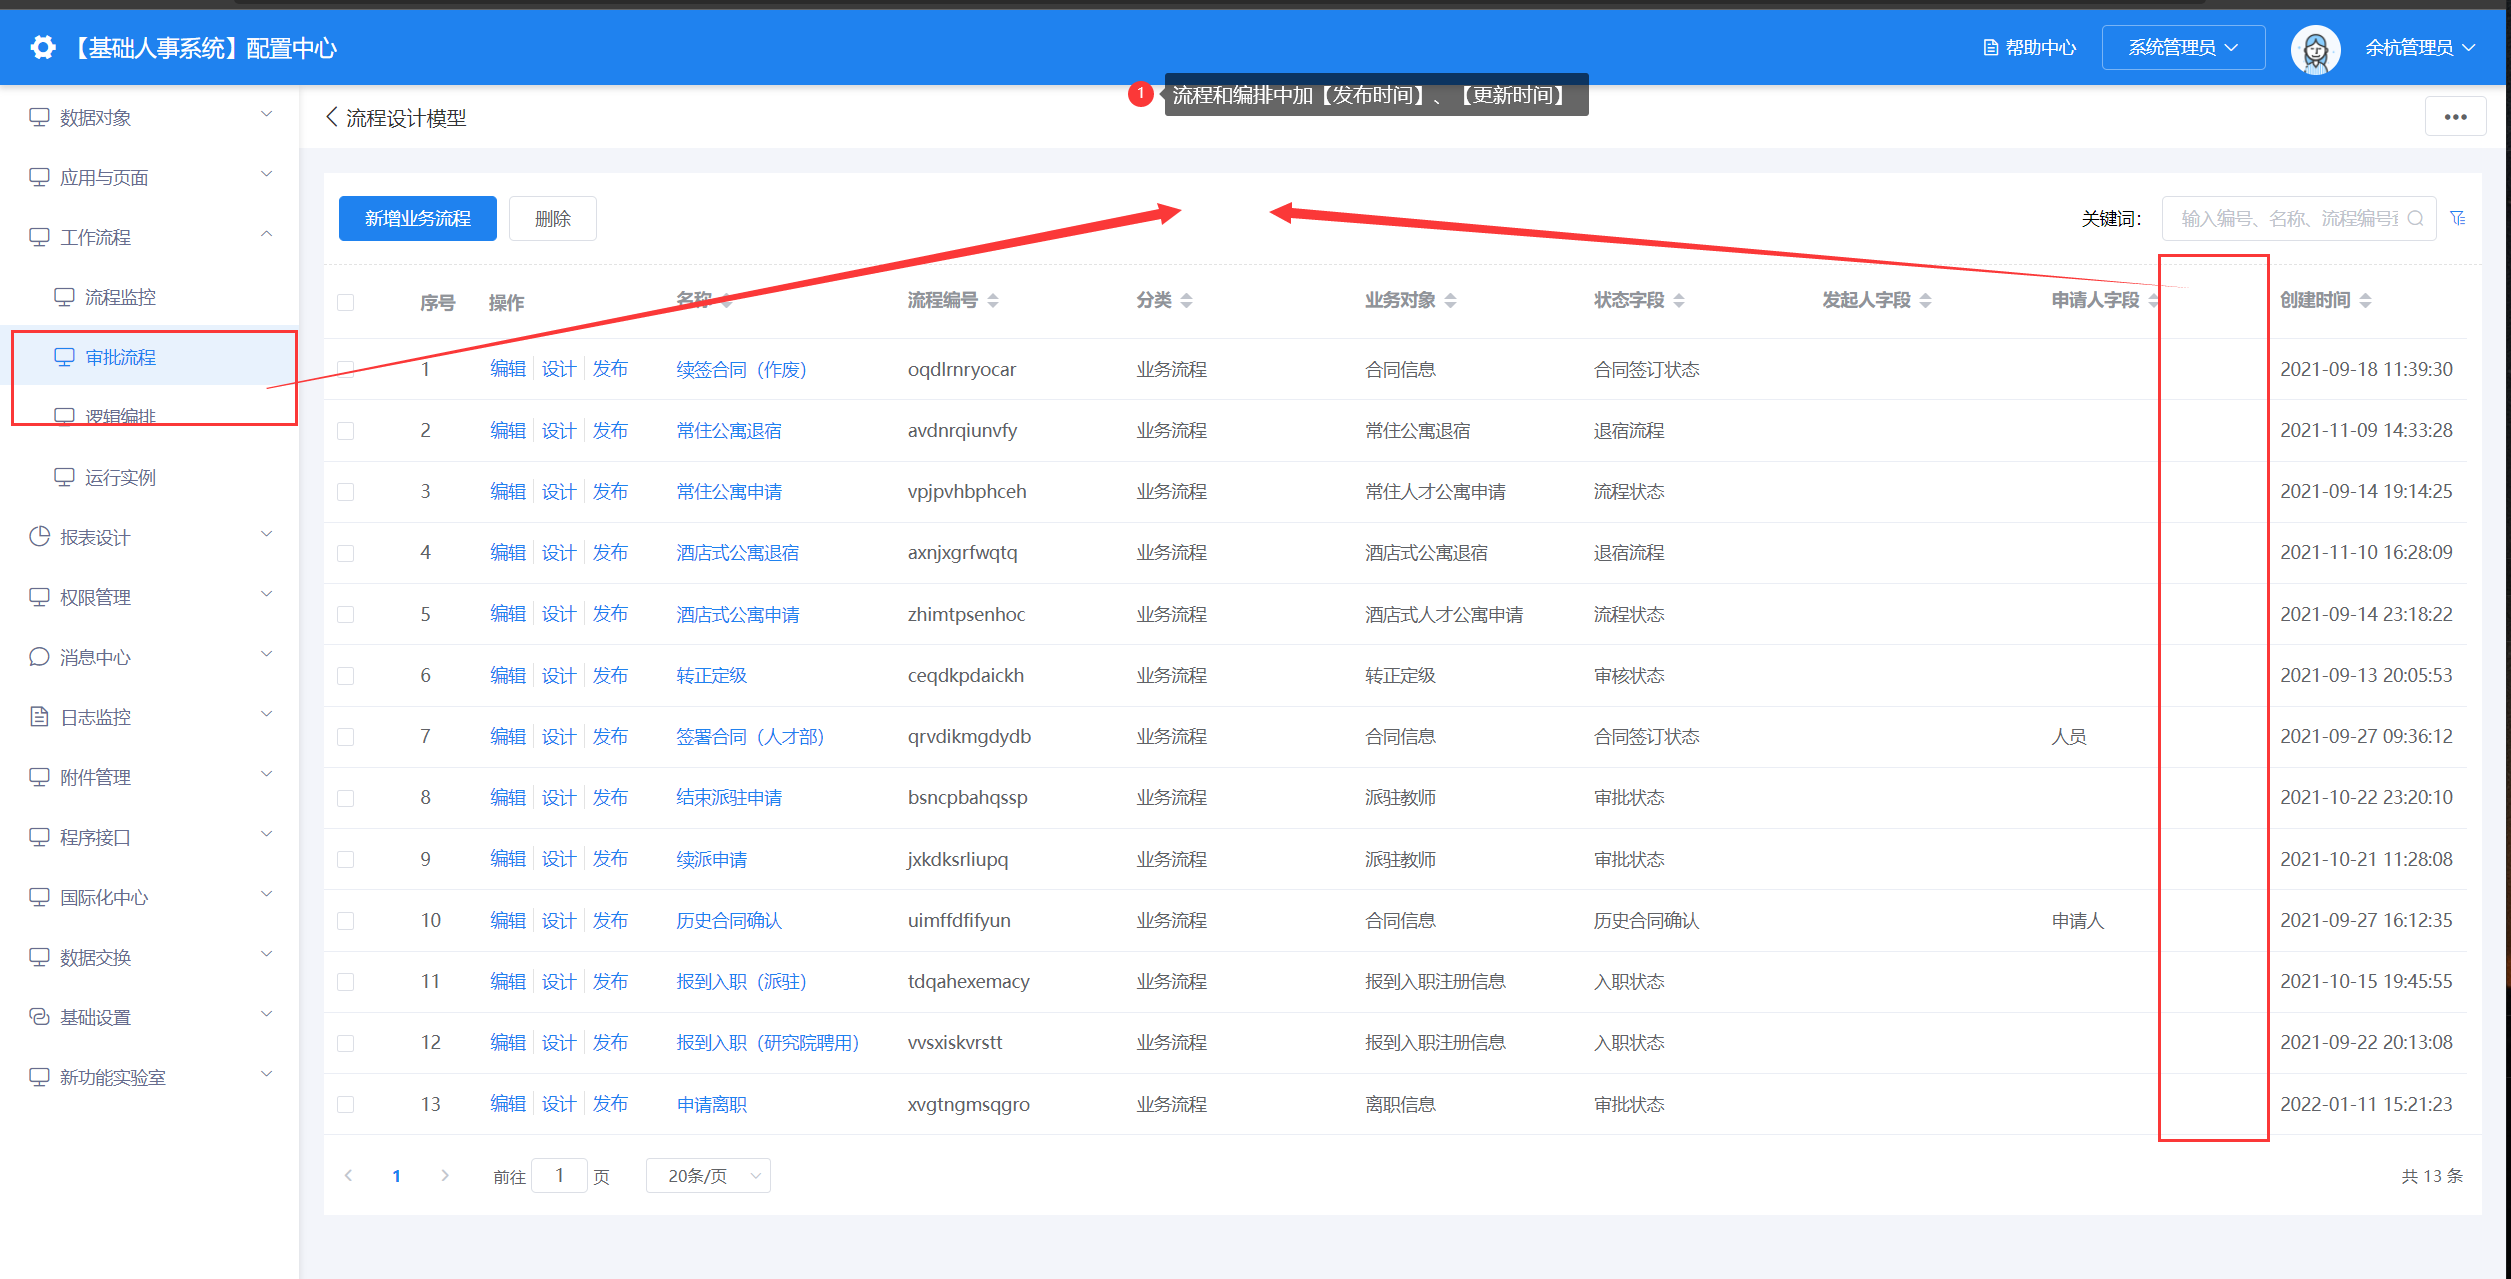 【基础人事系统】配置中心
帮助中心
系统管理员
余杭管理员
1
流程和编排中加【发布时间】、【更新时间】
数据对象
应用与页面
工作流程
流程监控
审批流程
逻辑编排
运行实例
报表设计
权限管理
消息中心
日志监控
附件管理
程序接口
国际化中心
数据交换
基础设置
新功能实验室
流程设计模型
新增业务流程 删除 关键词： 输入编号、名称、流程编号
序号 操作 名称 流程编号 分类 业务对象 状态字段 发起人字段 申请人字段 创建时间
1 编辑 设计 发布 续签合同（作废） oqdlrnryocar 业务流程 合同信息 合同签订状态 2021-09-18 11:39:30
2 编辑 设计 发布 常住公寓退宿 avdnrqiunvfy 业务流程 常住公寓退宿 退宿流程 2021-11-09 14:33:28
3 编辑 设计 发布 常住公寓申请 vpjpvhbphceh 业务流程 常住人才公寓申请 流程状态 2021-09-14 19:14:25
4 编辑 设计 发布 酒店式公寓退宿 axnjxgrfwqtq 业务流程 酒店式公寓退宿 退宿流程 2021-11-10 16:28:09
5 编辑 设计 发布 酒店式公寓申请 zhimtpsenhoc 业务流程 酒店式人才公寓申请 流程状态 2021-09-14 23:18:22
6 编辑 设计 发布 转正定级 ceqdkpdaickh 业务流程 转正定级 审核状态 2021-09-13 20:05:53
7 编辑 设计 发布 签署合同（人才部） qrvdikmgdydb 业务流程 合同信息 合同签订状态 人员 2021-09-27 09:36:12
8 编辑 设计 发布 结束派驻申请 bsncpbahqssp 业务流程 派驻教师 审批状态 2021-10-22 23:20:10
9 编辑 设计 发布 续派申请 jxkdksrliupq 业务流程 派驻教师 审批状态 2021-10-21 11:28:08
10 编辑 设计 发布 历史合同确认 uimffdfifyun 业务流程 合同信息 历史合同确认 申请人 2021-09-27 16:12:35
11 编辑 设计 发布 报到入职（派驻） tdqahexemacy 业务流程 报到入职注册信息 入职状态 2021-10-15 19:45:55
12 编辑 设计 发布 报到入职（研究院聘用） vvsxiskvrstt 业务流程 报到入职注册信息 入职状态 2021-09-22 20:13:08
13 编辑 设计 发布 申请离职 xvgtngmsqgro 业务流程 离职信息 审批状态 2022-01-11 15:21:23
1 前往 1 页 20条/页 共 13 条